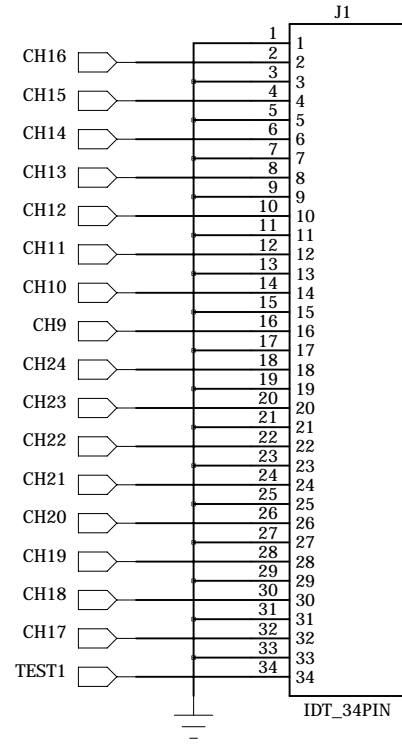 J1
1 1
CH16 2 2
3 3
CH15 4 4
5 5
CH14 6 6
7 7
CH13 8 8
9 9
CH12 10 10
11 11
CH11 12 12
13 13
CH10 14 14
15 15
CH9 16 16
17 17
CH24 18 18
19 19
CH23 20 20
21 21
CH22 22 22
23 23
CH21 24 24
25 25
CH20 26 26
27 27
CH19 28 28
29 29
CH18 30 30
31 31
CH17 32 32
33 33
TEST1 34 34
IDT_34PIN